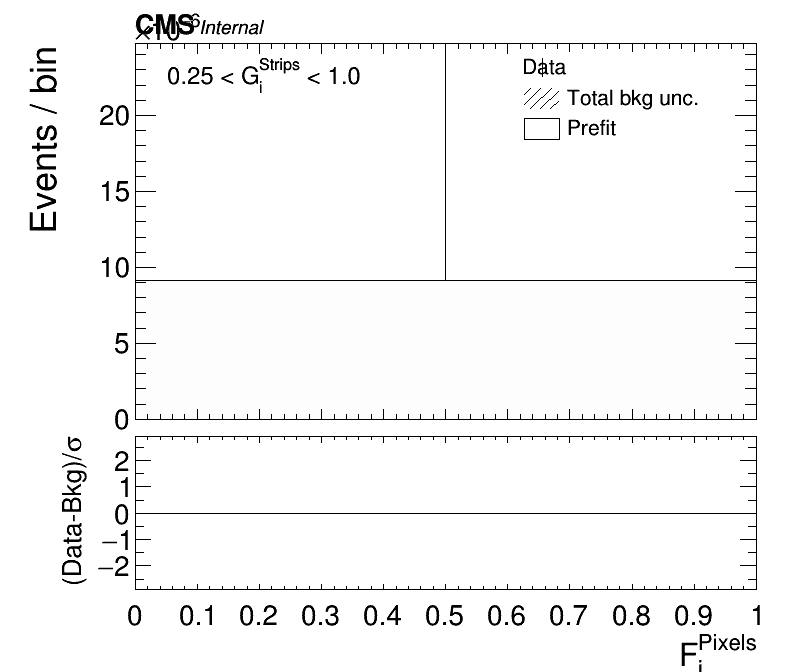 CMS Internal
×10⁻⁶
Events / bin
0.25 < G_i^Strips < 1.0
Data
Total bkg unc.
Prefit
20
15
10
5
0
(Data-Bkg)/σ
2
1
0
−1
−2
0 0.1 0.2 0.3 0.4 0.5 0.6 0.7 0.8 0.9 1
F_i^Pixels